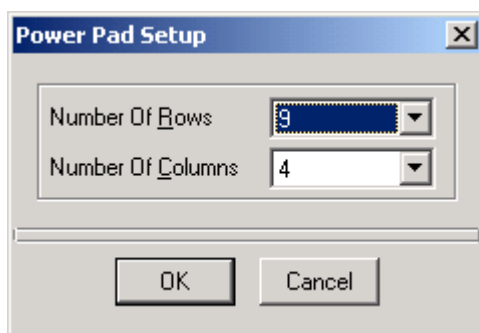 Power Pad Setup
Number Of Rows 9
Number Of Columns 4
OK Cancel